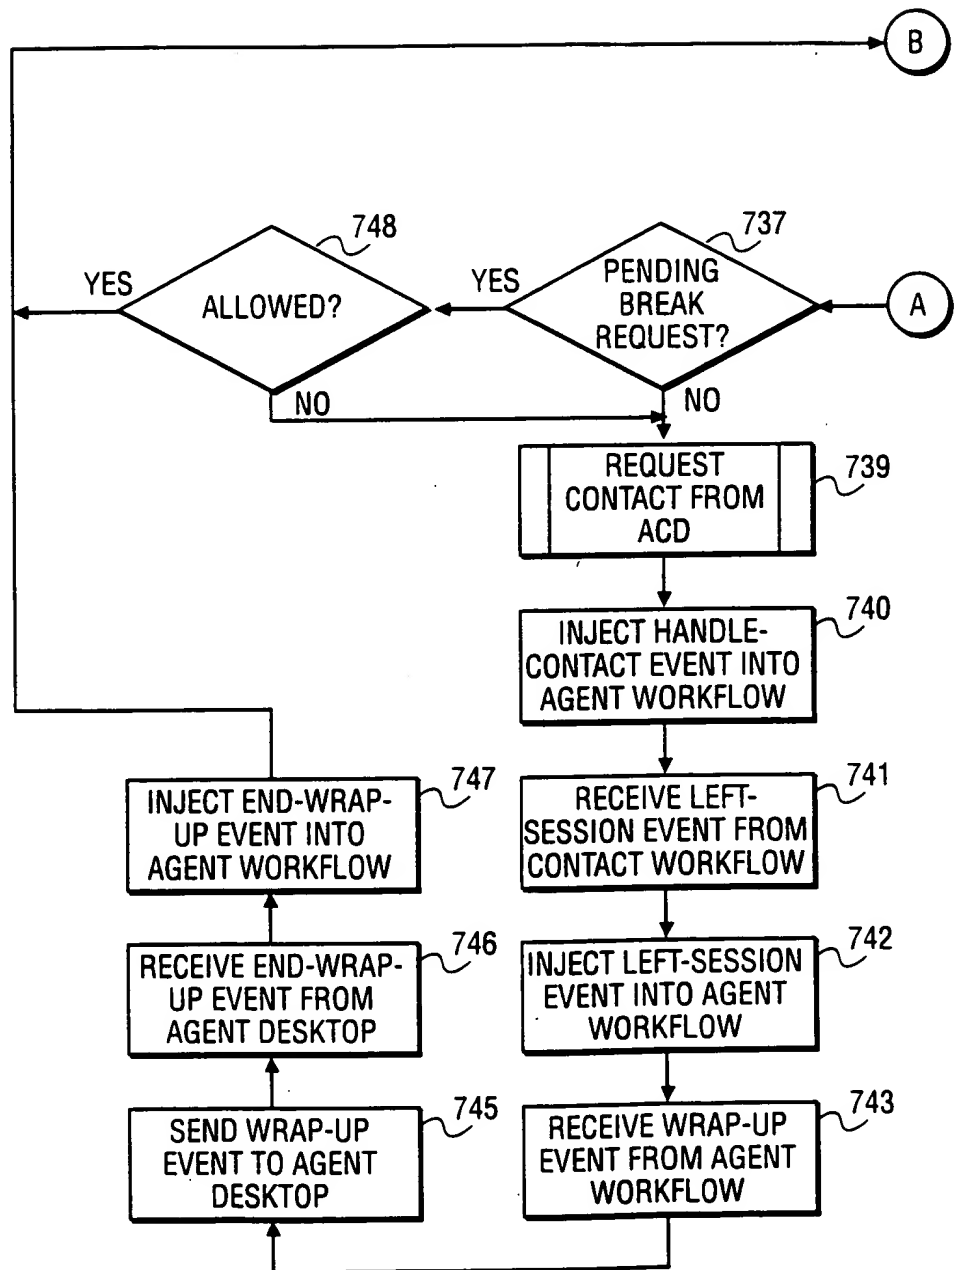 B
748
737
YES
ALLOWED?
YES
PENDING
BREAK
REQUEST?
A
NO
NO
REQUEST
CONTACT FROM
ACD
739
INJECT HANDLE-
CONTACT EVENT INTO
AGENT WORKFLOW
740
RECEIVE LEFT-
SESSION EVENT FROM
CONTACT WORKFLOW
741
INJECT LEFT-SESSION
EVENT INTO AGENT
WORKFLOW
742
RECEIVE WRAP-UP
EVENT FROM AGENT
WORKFLOW
743
SEND WRAP-UP
EVENT TO AGENT
DESKTOP
745
RECEIVE END-WRAP-
UP EVENT FROM
AGENT DESKTOP
746
INJECT END-WRAP-
UP EVENT INTO
AGENT WORKFLOW
747